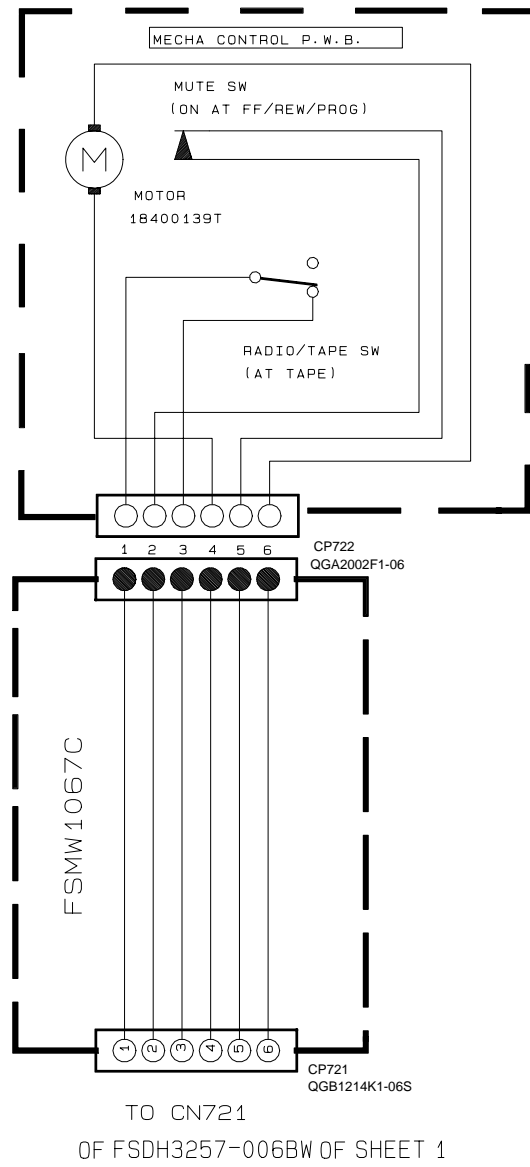 MECHA CONTROL P.W.B.
MUTE SW
(ON AT FF/REW/PROG)
M
MOTOR
18400139T
RADIO/TAPE SW
(AT TAPE)
1 2 3 4 5 6
CP722
QGA2002F1-06
FSMW1067C
1 2 3 4 5 6
CP721
QGB1214K1-06S
TO CN721
OF FSDH3257-006BW OF SHEET 1